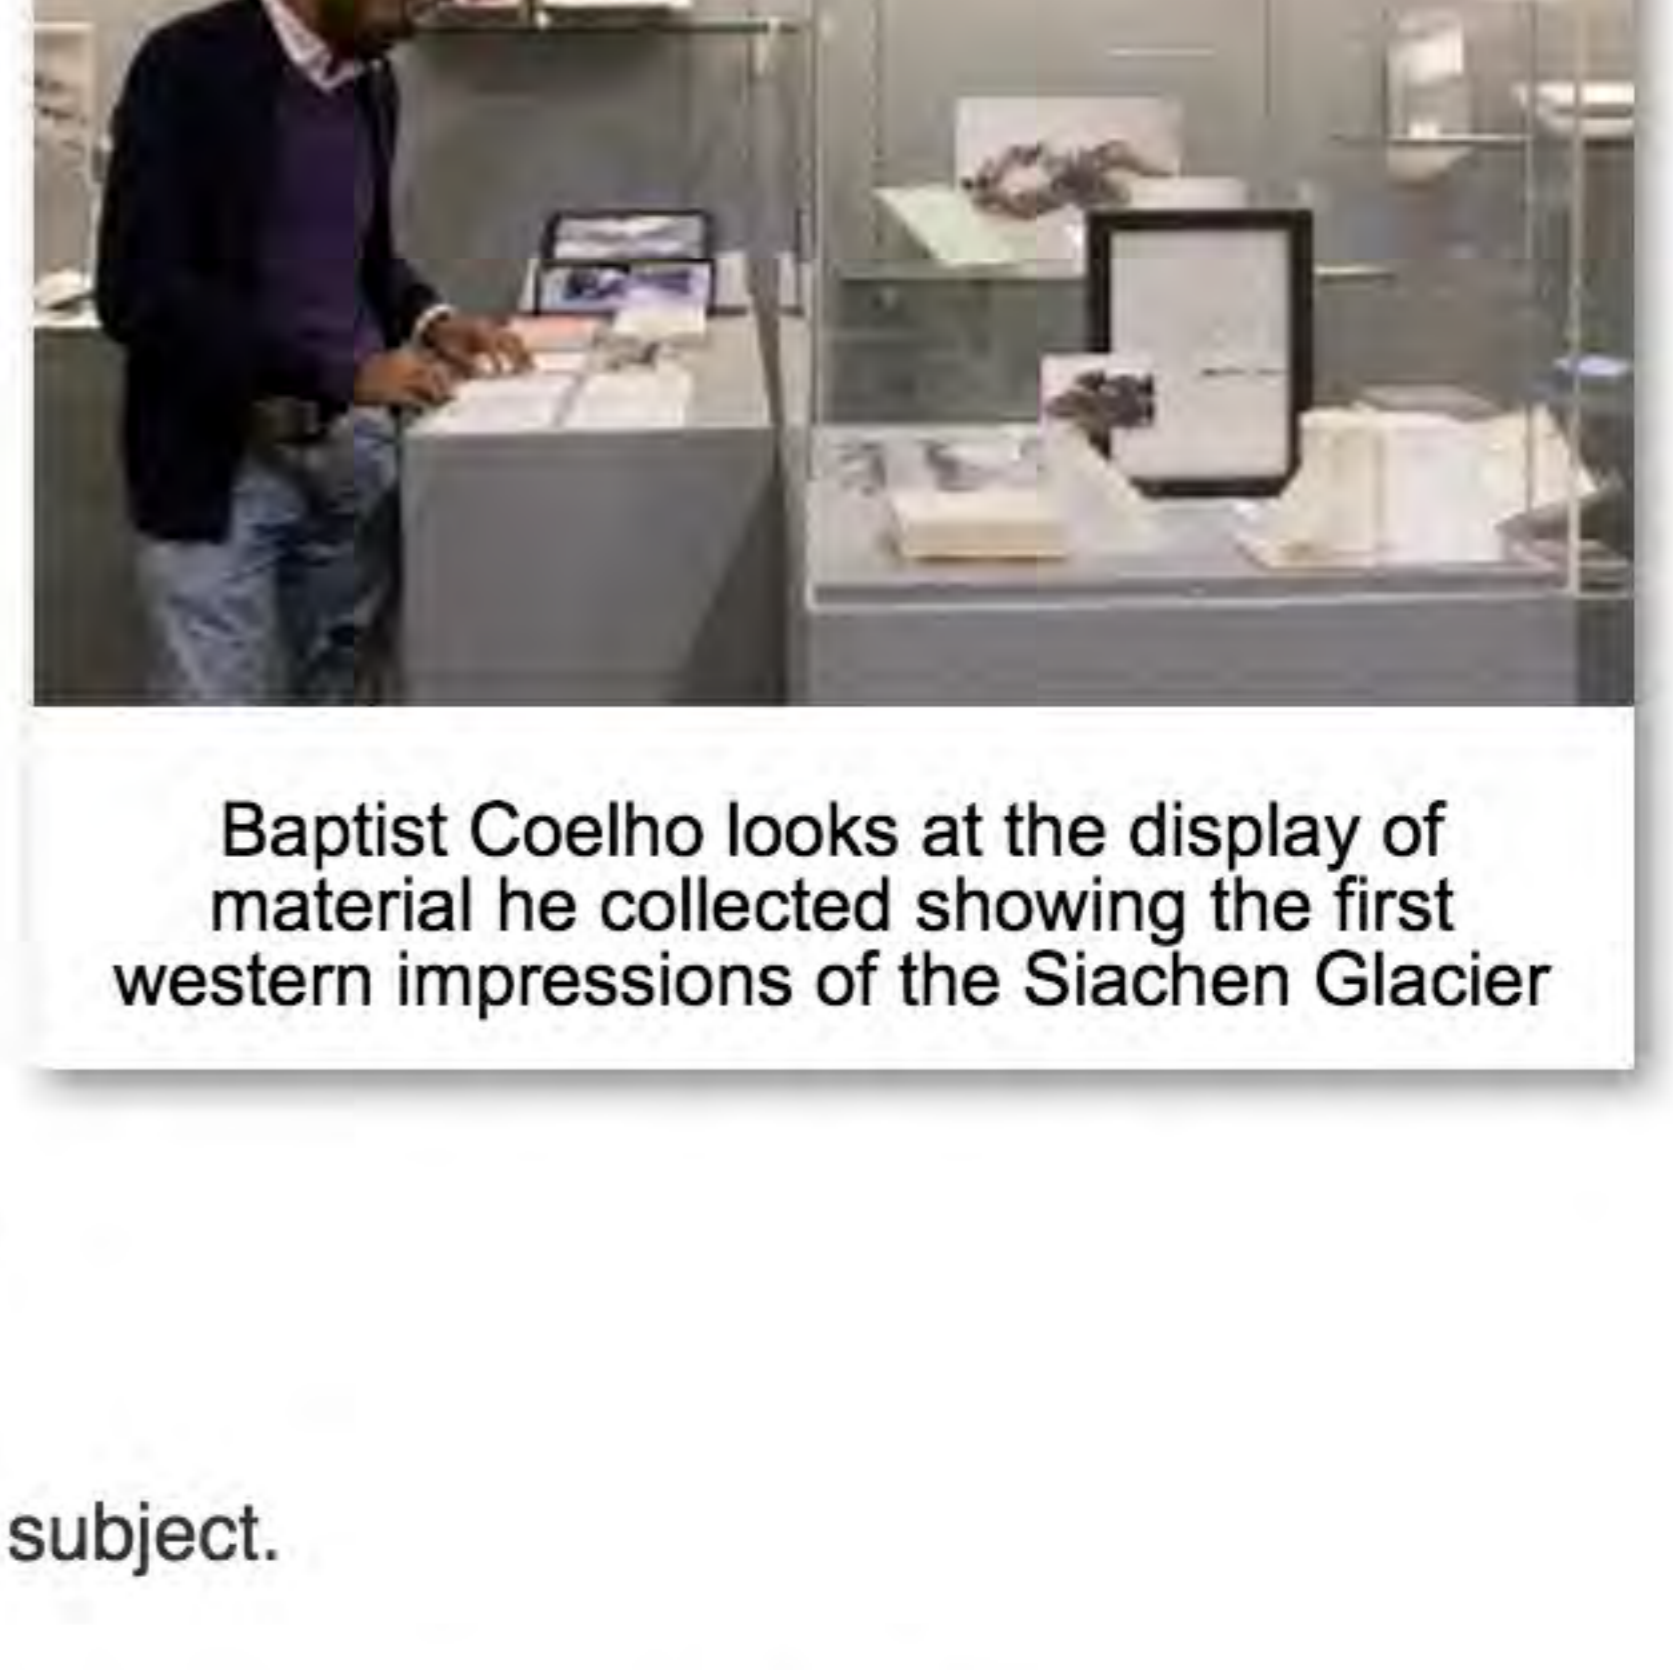 Baptist Coelho looks at the display of
material he collected showing the first
western impressions of the Siachen Glacier
subject.